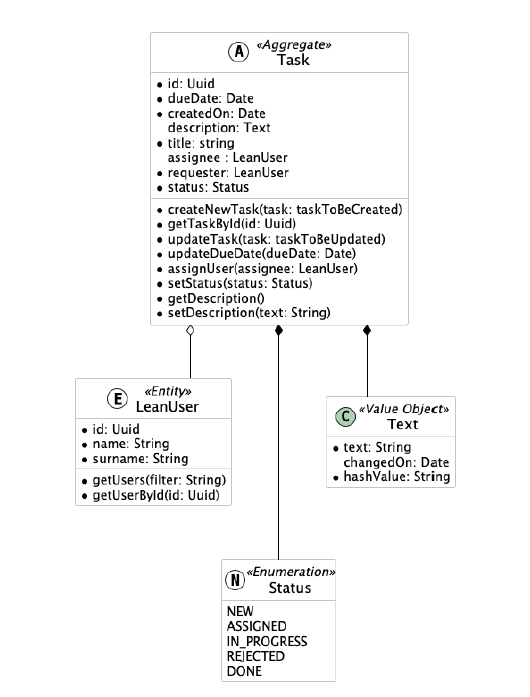 A «Aggregate»
Task
• id: Uuid
• dueDate: Date
• createdOn: Date
description: Text
• title: string
assignee : LeanUser
• requester: LeanUser
• status: Status
• createNewTask(task: taskToBeCreated)
• getTaskById(id: Uuid)
• updateTask(task: taskToBeUpdated)
• updateDueDate(dueDate: Date)
• assignUser(assignee: LeanUser)
• setStatus(status: Status)
• getDescription()
• setDescription(text: String)
E «Entity»
LeanUser
• id: Uuid
• name: String
• surname: String
• getUsers(filter: String)
• getUserById(id: Uuid)
C «Value Object»
Text
• text: String
changedOn: Date
• hashValue: String
N «Enumeration»
Status
NEW
ASSIGNED
IN_PROGRESS
REJECTED
DONE